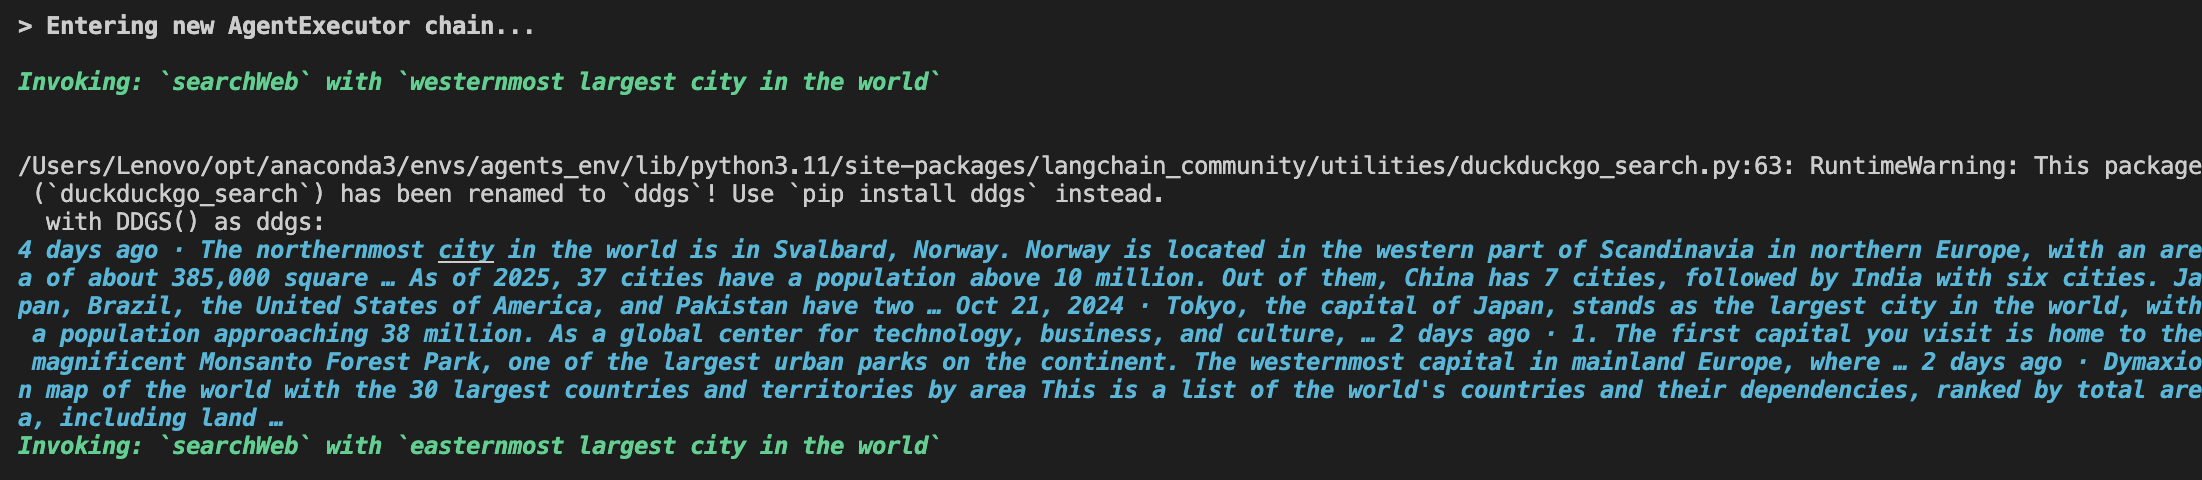 > Entering new AgentExecutor chain...
Invoking: `searchWeb` with `westernmost largest city in the world`
/Users/Lenovo/opt/anaconda3/envs/agents_env/lib/python3.11/site-packages/langchain_community/utilities/duckduckgo_search.py:63: RuntimeWarning: This package
(`duckduckgo_search`) has been renamed to `ddgs`! Use `pip install ddgs` instead.
with DDGS() as ddgs:
4 days ago · The northernmost city in the world is in Svalbard, Norway. Norway is located in the western part of Scandinavia in northern Europe, with an are
a of about 385,000 square … As of 2025, 37 cities have a population above 10 million. Out of them, China has 7 cities, followed by India with six cities. Ja
pan, Brazil, the United States of America, and Pakistan have two … Oct 21, 2024 · Tokyo, the capital of Japan, stands as the largest city in the world, with
a population approaching 38 million. As a global center for technology, business, and culture, … 2 days ago · 1. The first capital you visit is home to the
magnificent Monsanto Forest Park, one of the largest urban parks on the continent. The westernmost capital in mainland Europe, where … 2 days ago · Dymaxio
n map of the world with the 30 largest countries and territories by area This is a list of the world's countries and their dependencies, ranked by total are
a, including land …
Invoking: `searchWeb` with `easternmost largest city in the world`